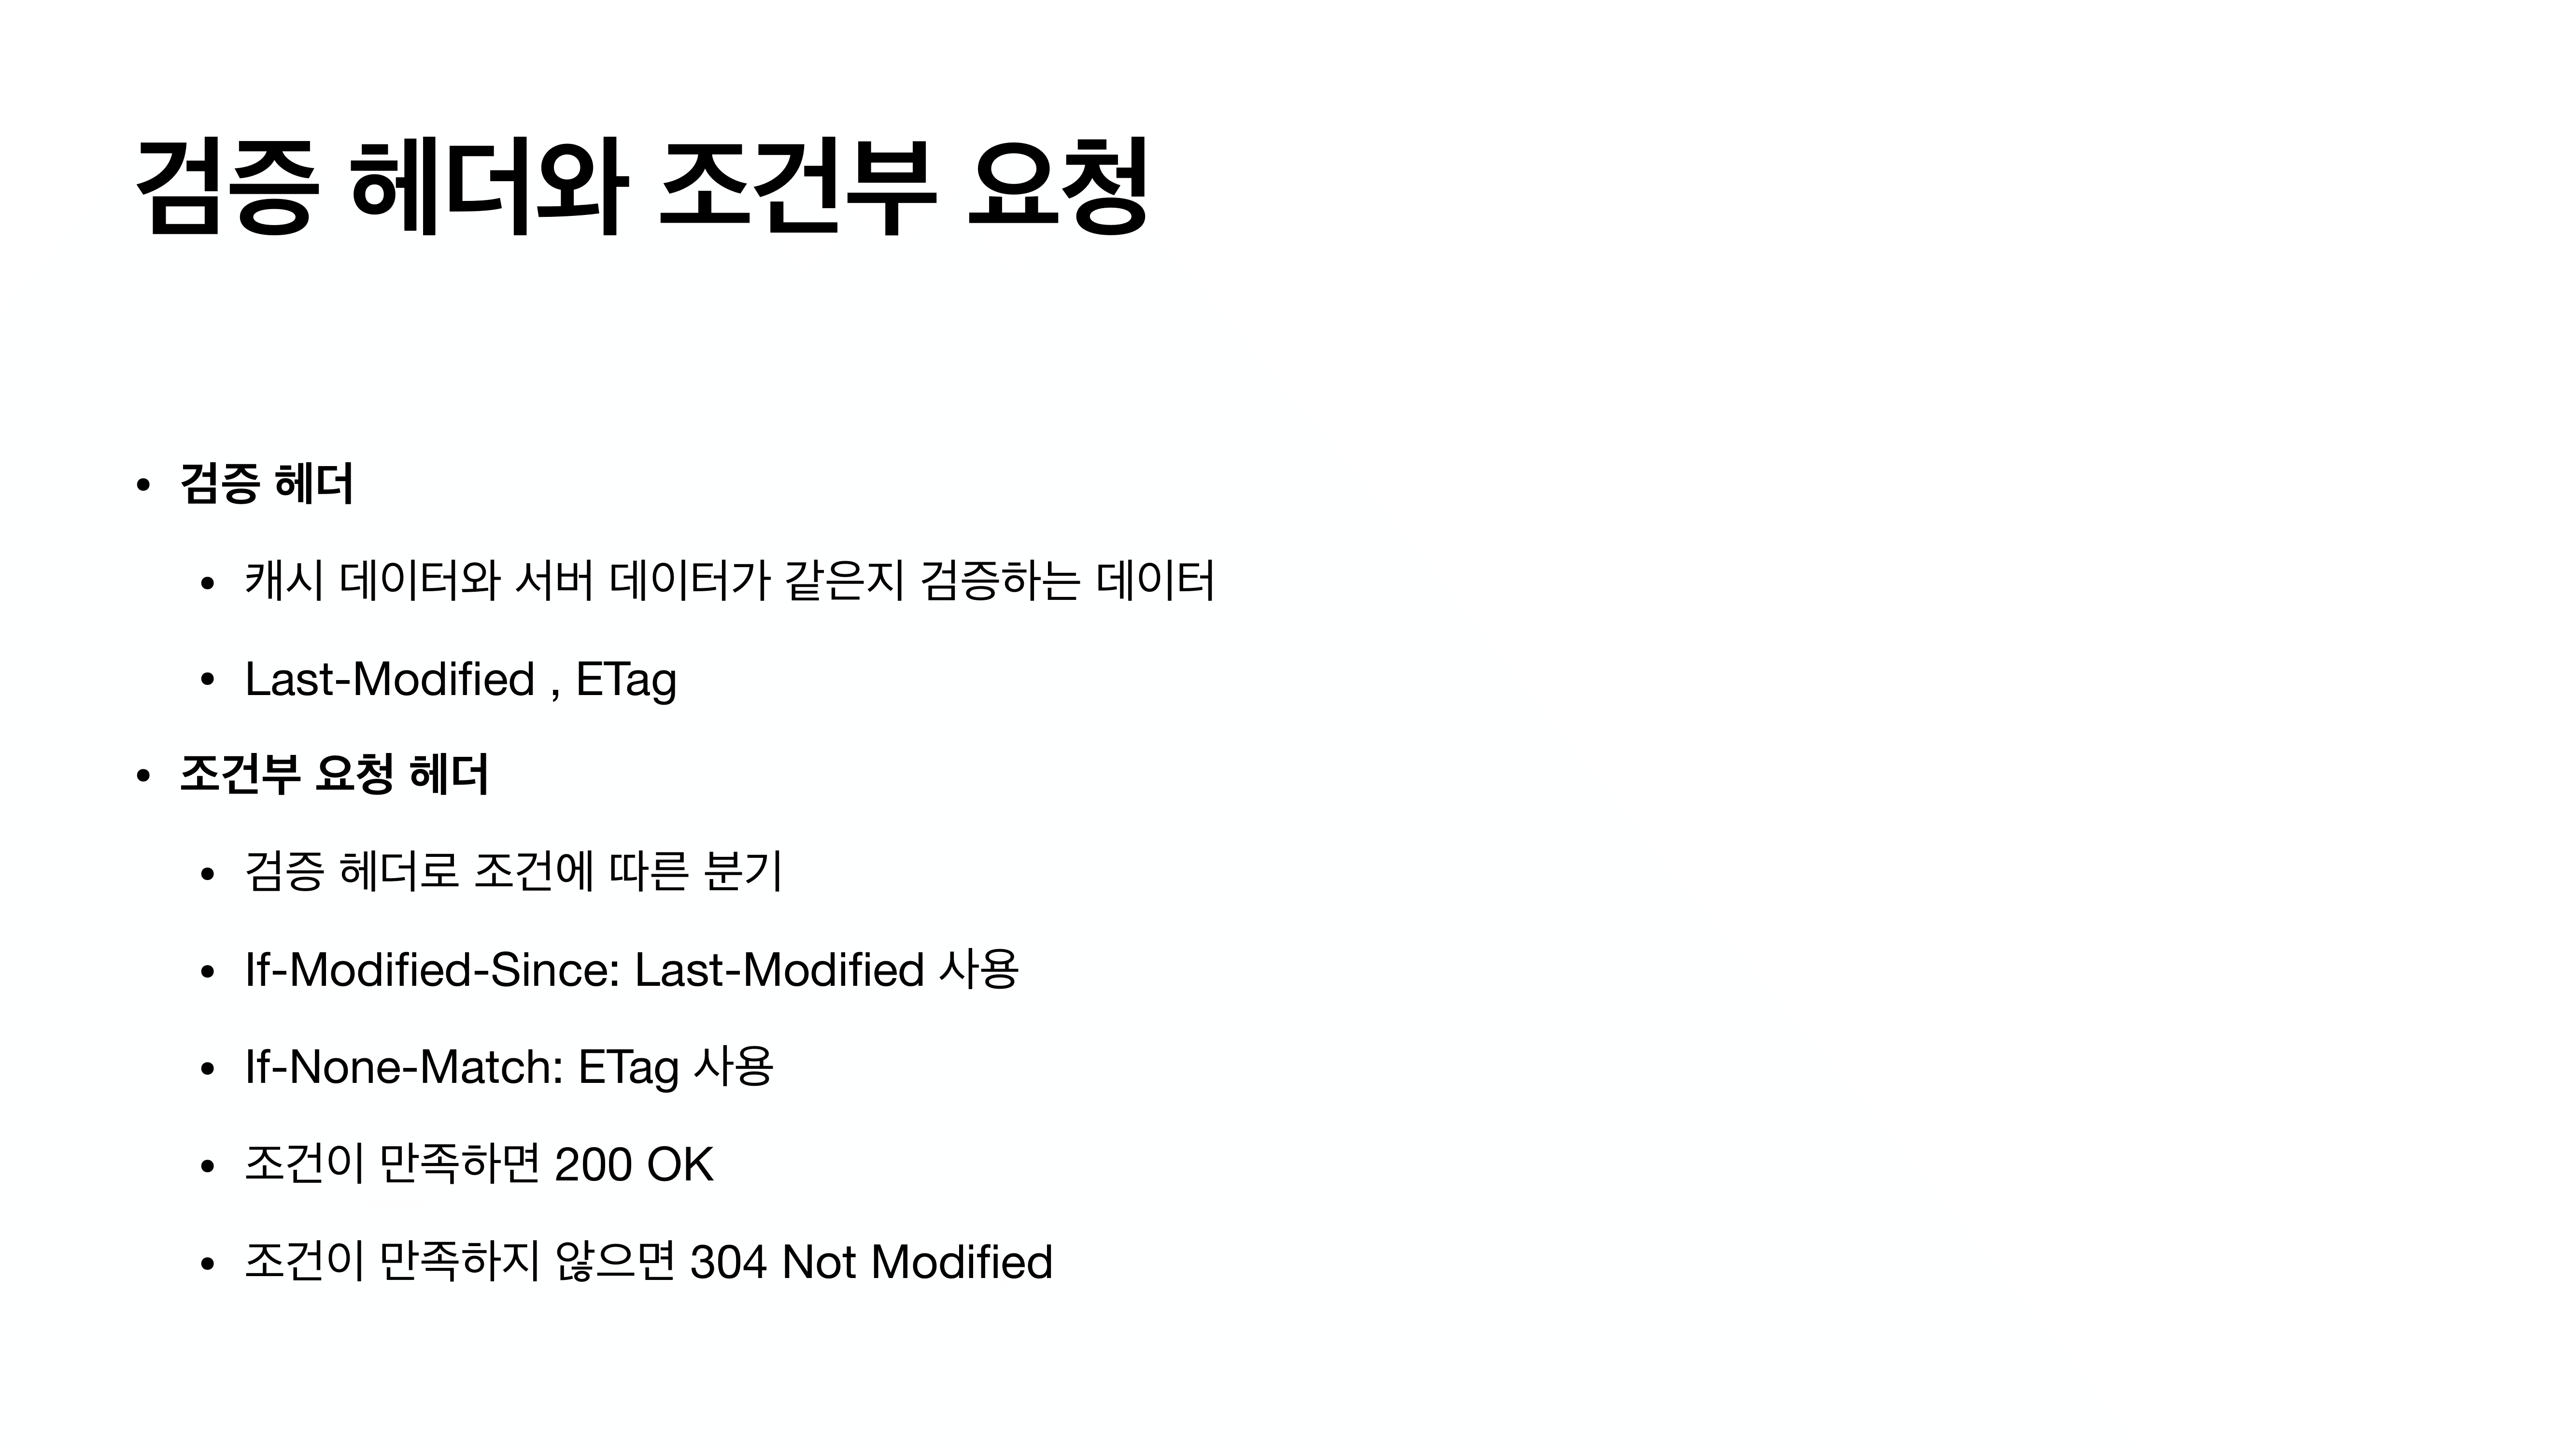 검증 헤더와 조건부 요청
• 검증 헤더
• 캐시 데이터와 서버 데이터가 같은지 검증하는 데이터
• Last-Modified , ETag
• 조건부 요청 헤더
• 검증 헤더로 조건에 따른 분기
• If-Modified-Since: Last-Modified 사용
• If-None-Match: ETag 사용
• 조건이 만족하면 200 OK
• 조건이 만족하지 않으면 304 Not Modified